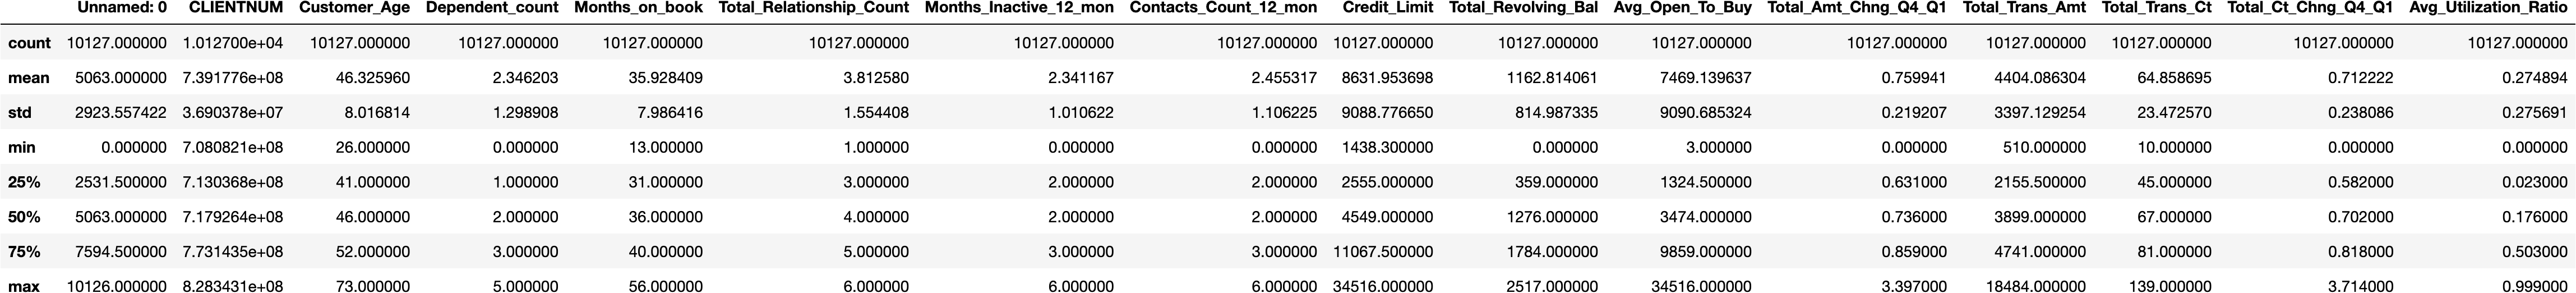 Unnamed: 0 CLIENTNUM Customer_Age Dependent_count Months_on_book Total_Relationship_Count Months_Inactive_12_mon Contacts_Count_12_mon Credit_Limit Total_Revolving_Bal Avg_Open_To_Buy Total_Amt_Chng_Q4_Q1 Total_Trans_Amt Total_Trans_Ct Total_Ct_Chng_Q4_Q1 Avg_Utilization_Ratio
count 10127.000000 1.012700e+04 10127.000000 10127.000000 10127.000000 10127.000000 10127.000000 10127.000000 10127.000000 10127.000000 10127.000000 10127.000000 10127.000000 10127.000000 10127.000000 10127.000000
mean 5063.000000 7.391776e+08 46.325960 2.346203 35.928409 3.812580 2.341167 2.455317 8631.953698 1162.814061 7469.139637 0.759941 4404.086304 64.858695 0.712222 0.274894
std 2923.557422 3.690378e+07 8.016814 1.298908 7.986416 1.554408 1.010622 1.106225 9088.776650 814.987335 9090.685324 0.219207 3397.129254 23.472570 0.238086 0.275691
min 0.000000 7.080821e+08 26.000000 0.000000 13.000000 1.000000 0.000000 0.000000 1438.300000 0.000000 3.000000 0.000000 510.000000 10.000000 0.000000 0.000000
25% 2531.500000 7.130368e+08 41.000000 1.000000 31.000000 3.000000 2.000000 2.000000 2555.000000 359.000000 1324.500000 0.631000 2155.500000 45.000000 0.582000 0.023000
50% 5063.000000 7.179264e+08 46.000000 2.000000 36.000000 4.000000 2.000000 2.000000 4549.000000 1276.000000 3474.000000 0.736000 3899.000000 67.000000 0.702000 0.176000
75% 7594.500000 7.731435e+08 52.000000 3.000000 40.000000 5.000000 3.000000 3.000000 11067.500000 1784.000000 9859.000000 0.859000 4741.000000 81.000000 0.818000 0.503000
max 10126.000000 8.283431e+08 73.000000 5.000000 56.000000 6.000000 6.000000 6.000000 34516.000000 2517.000000 34516.000000 3.397000 18484.000000 139.000000 3.714000 0.999000